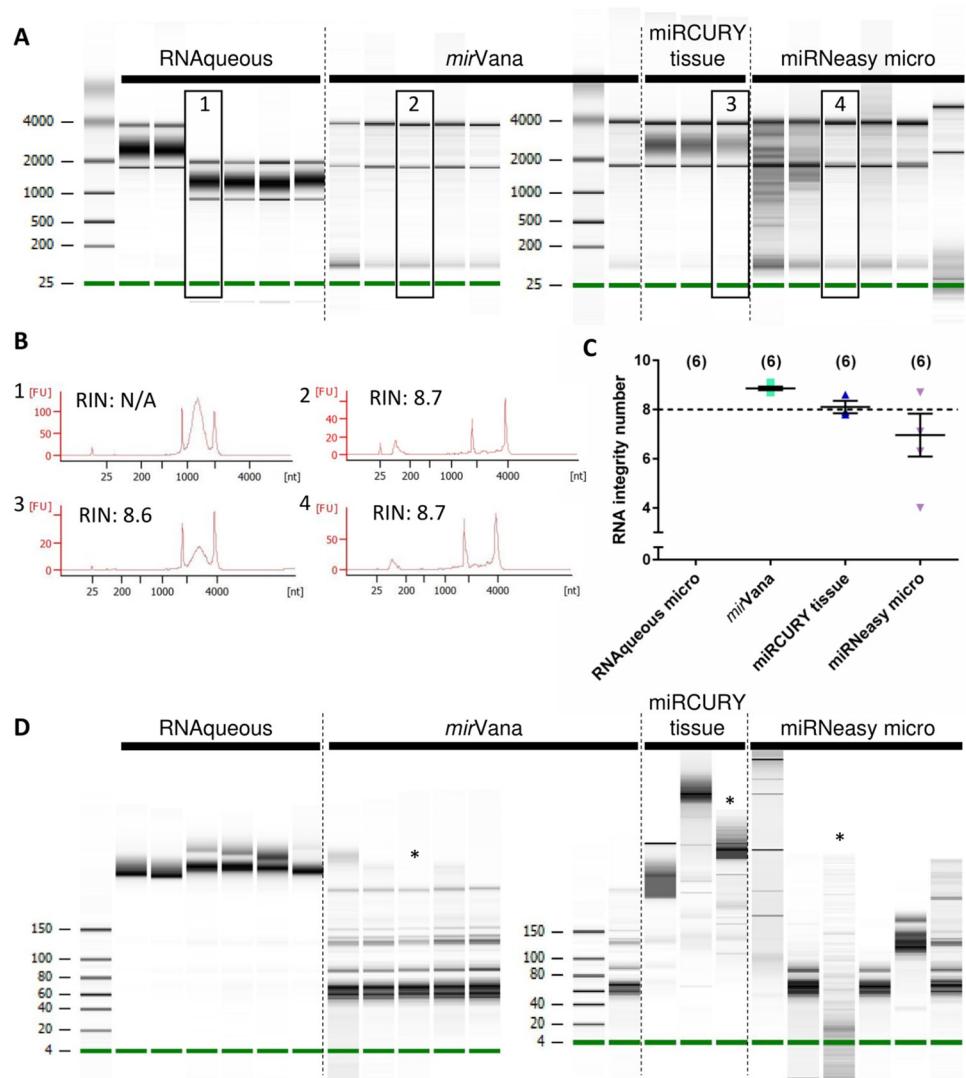 A
RNAqueous
mirVana
miRCURY
tissue
miRNeasy micro
1
2
3
4
4000
2000
1000
500
200
25
4000
2000
1000
500
200
25
B
1
[FU]
RIN: N/A
100
50
0
25
200
1000
4000
[nt]
2
[FU]
RIN: 8.7
40
20
0
25
200
1000
4000
[nt]
3
[FU]
RIN: 8.6
20
0
25
200
1000
4000
[nt]
4
[FU]
RIN: 8.7
50
0
25
200
1000
4000
[nt]
C
RNA integrity number
10
8
6
4
0
(6)
(6)
(6)
(6)
RNAqueous micro
mirVana
miRCURY tissue
miRNeasy micro
D
RNAqueous
mirVana
miRCURY
tissue
miRNeasy micro
*
*
*
150
100
80
60
40
20
4
150
100
80
60
40
20
4